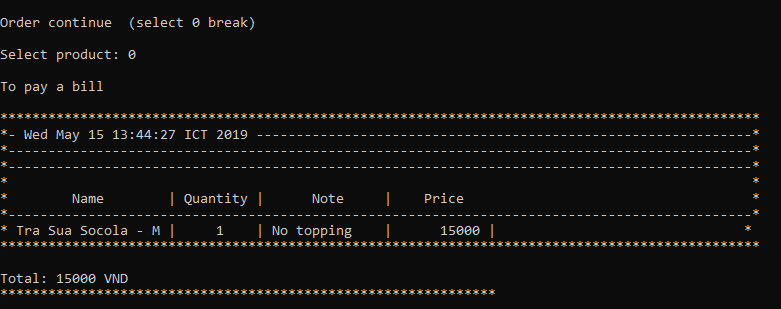 Order continue  (select 0 break)
Select product: 0
To pay a bill
***********************************************************************************************
*- Wed May 15 13:44:27 ICT 2019 --------------------------------------------------------------*
*---------------------------------------------------------------------------------------------*
*---------------------------------------------------------------------------------------------*
*                                                                                             *
*        Name        | Quantity |      Note     |    Price                                    *
*---------------------------------------------------------------------------------------------*
* Tra Sua Socola - M |     1    | No topping    |      15000 |                               *
***********************************************************************************************
Total: 15000 VND
**************************************************************